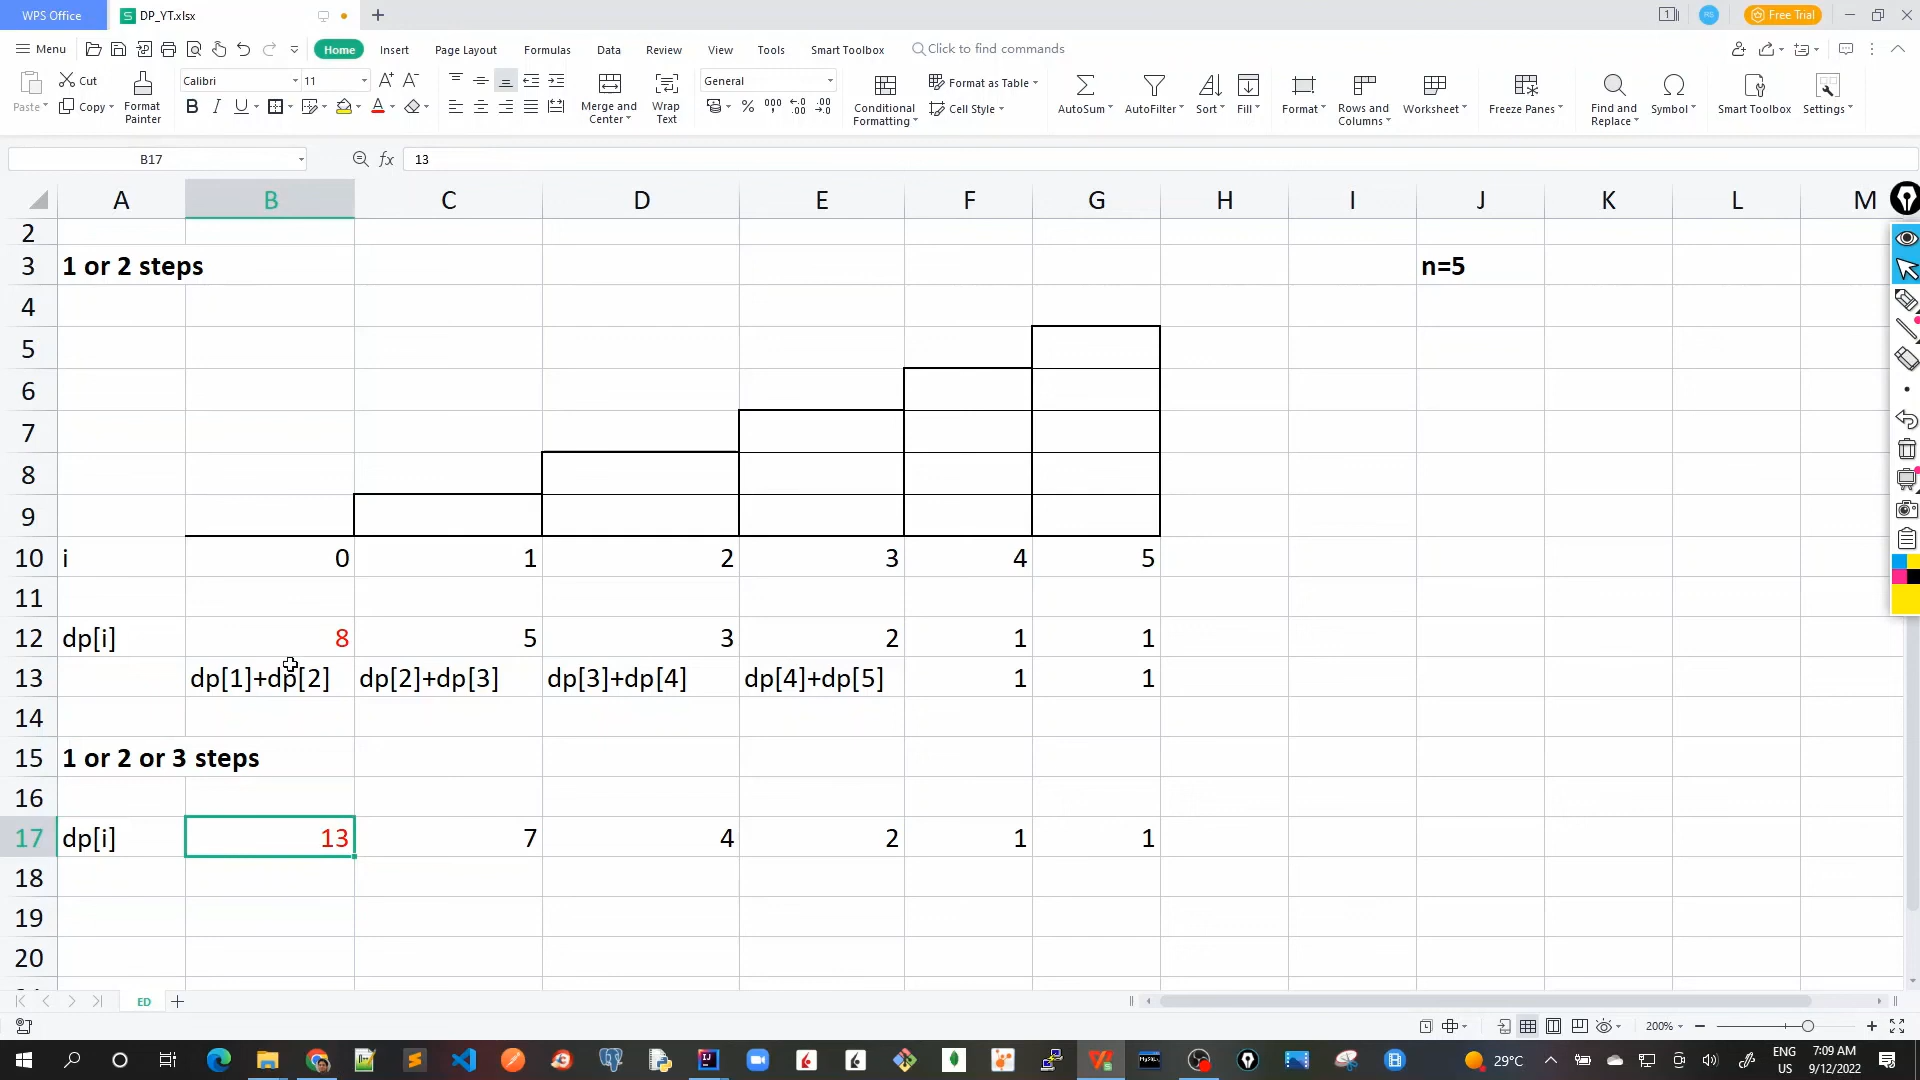 WPS Office DP_YT.xlsx 1 RS Free Trial
Menu Home Insert Page Layout Formulas Data Review View Tools Smart Toolbox Click to find commands
Paste Cut Copy Format Painter Calibri 11 A+ A- B I U A Merge and Center Wrap Text General % Conditional Formatting Format as Table Cell Style AutoSum AutoFilter Sort Fill Format Rows and Columns Worksheet Freeze Panes Find and Replace Symbol Smart Toolbox Settings
B17 fx 13
A B C D E F G H I J K L M
2
3 1 or 2 steps n=5
4
5
6
7
8
9
10 i 0 1 2 3 4 5
11
12 dp[i] 8 5 3 2 1 1
13 dp[1]+dp[2] dp[2]+dp[3] dp[3]+dp[4] dp[4]+dp[5] 1 1
14
15 1 or 2 or 3 steps
16
17 dp[i] 13 7 4 2 1 1
18
19
20
ED
200%
29°C ENG US 7:09 AM 9/12/2022